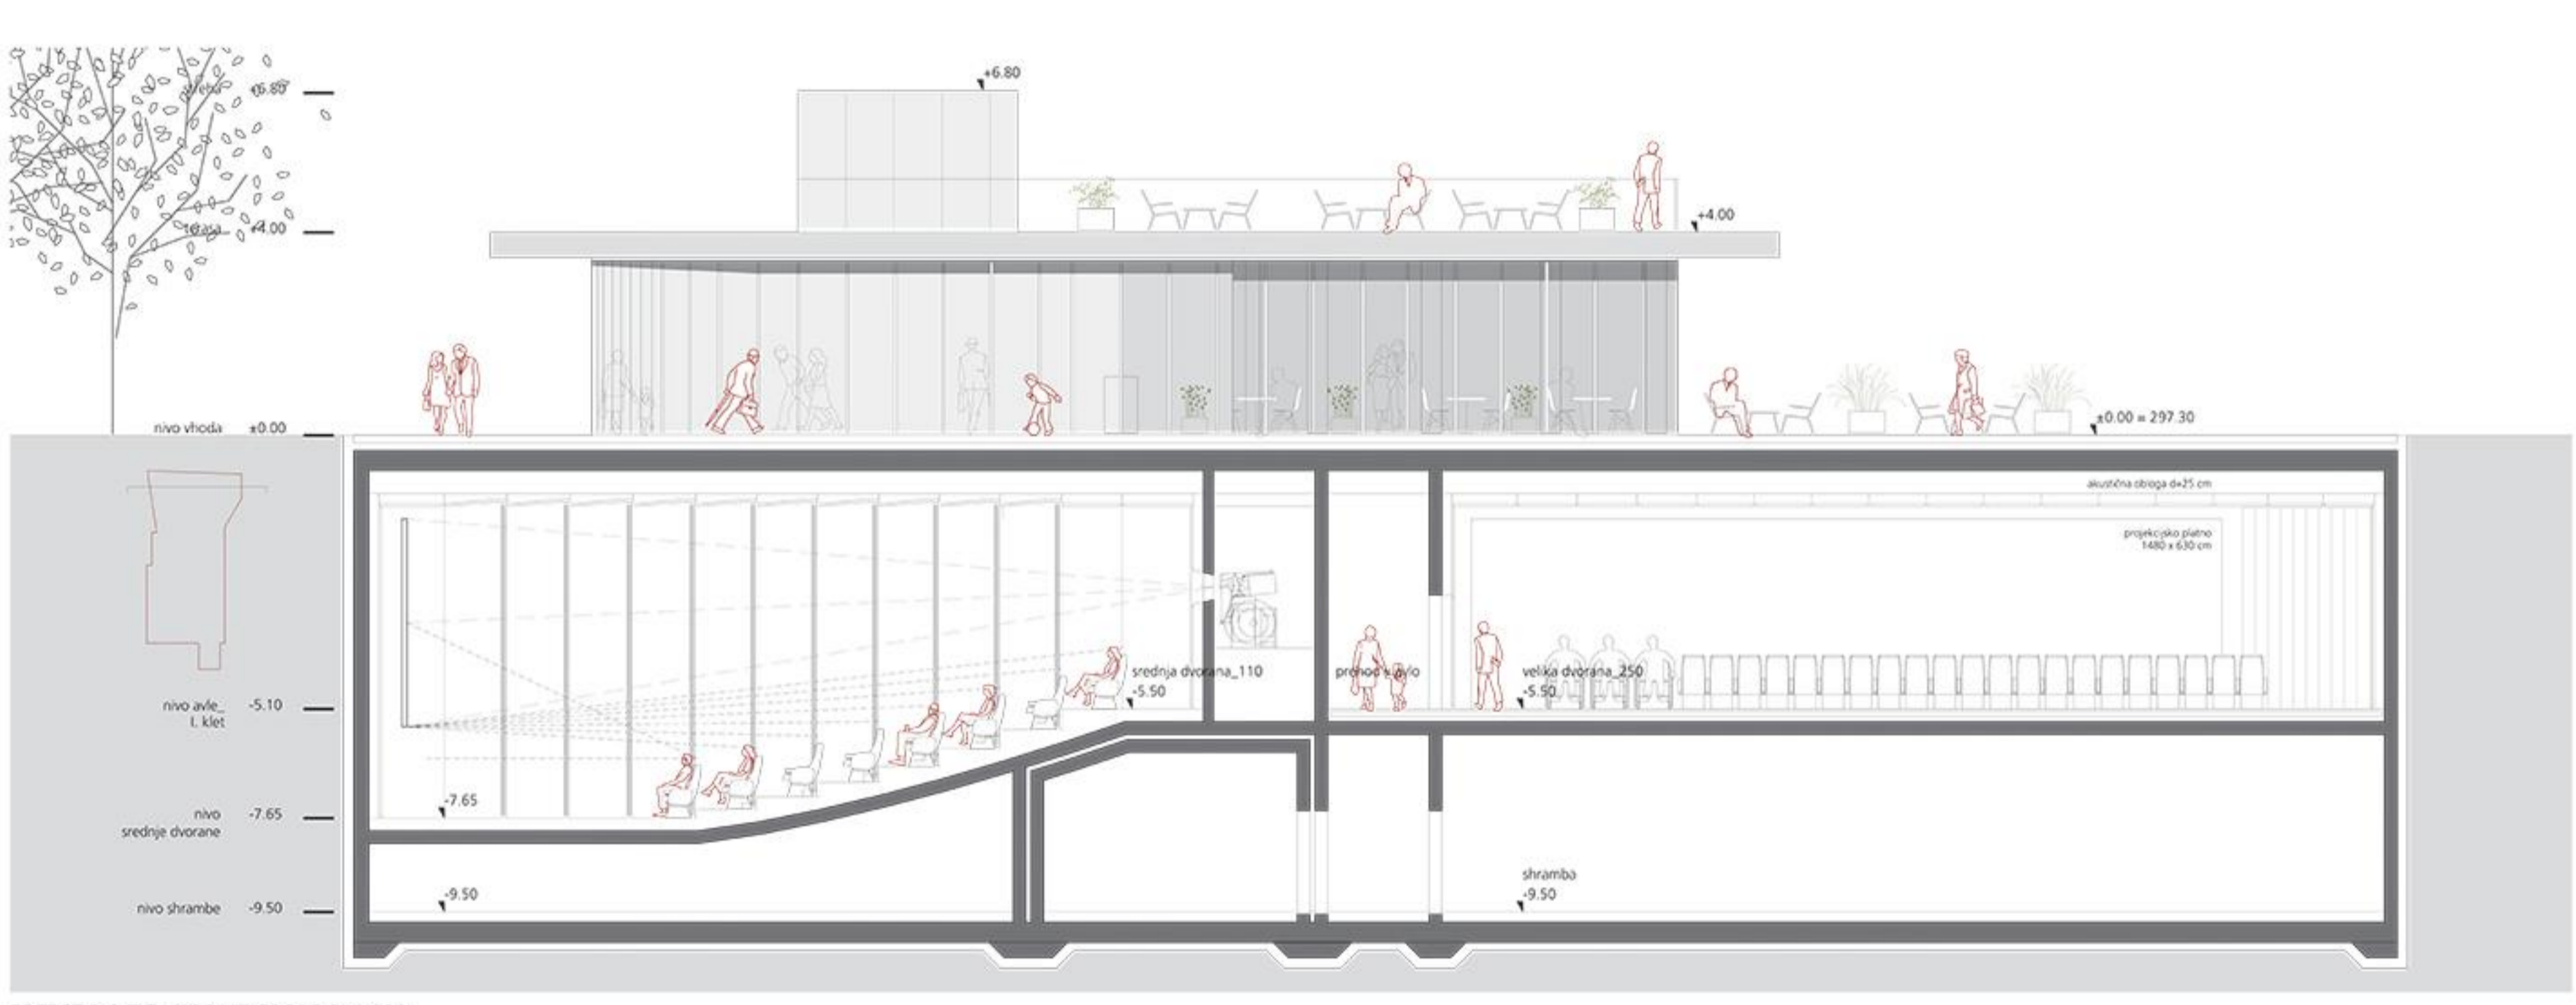 +6.80
streha +6.80
+4.00
terasa +4.00
±0.00 = 297.30
nivo vhoda ±0.00
akustična obloga d=25 cm
projekcijsko platno
1480 x 630 cm
srednja dvorana_110
-5.50
prehod v avlo
velika dvorana_250
-5.50
nivo avle_ -5.10
I. klet
-7.65
nivo -7.65
srednje dvorane
shramba
-9.50
-9.50
nivo shrambe -9.50